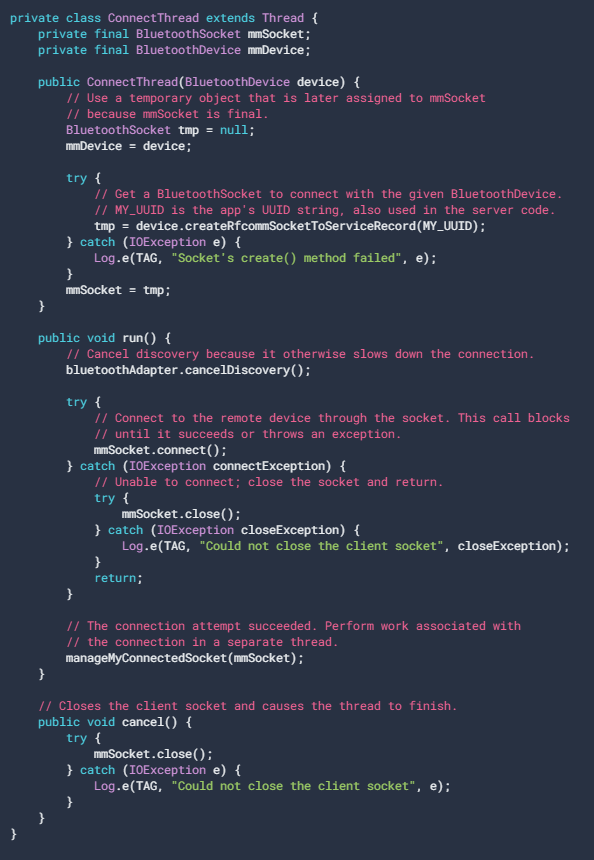 private class ConnectThread extends Thread {
    private final BluetoothSocket mmSocket;
    private final BluetoothDevice mmDevice;

    public ConnectThread(BluetoothDevice device) {
        // Use a temporary object that is later assigned to mmSocket
        // because mmSocket is final.
        BluetoothSocket tmp = null;
        mmDevice = device;

        try {
            // Get a BluetoothSocket to connect with the given BluetoothDevice.
            // MY_UUID is the app's UUID string, also used in the server code.
            tmp = device.createRfcommSocketToServiceRecord(MY_UUID);
        } catch (IOException e) {
            Log.e(TAG, "Socket's create() method failed", e);
        }
        mmSocket = tmp;
    }

    public void run() {
        // Cancel discovery because it otherwise slows down the connection.
        bluetoothAdapter.cancelDiscovery();

        try {
            // Connect to the remote device through the socket. This call blocks
            // until it succeeds or throws an exception.
            mmSocket.connect();
        } catch (IOException connectException) {
            // Unable to connect; close the socket and return.
            try {
                mmSocket.close();
            } catch (IOException closeException) {
                Log.e(TAG, "Could not close the client socket", closeException);
            }
            return;
        }

        // The connection attempt succeeded. Perform work associated with
        // the connection in a separate thread.
        manageMyConnectedSocket(mmSocket);
    }

    // Closes the client socket and causes the thread to finish.
    public void cancel() {
        try {
            mmSocket.close();
        } catch (IOException e) {
            Log.e(TAG, "Could not close the client socket", e);
        }
    }
}